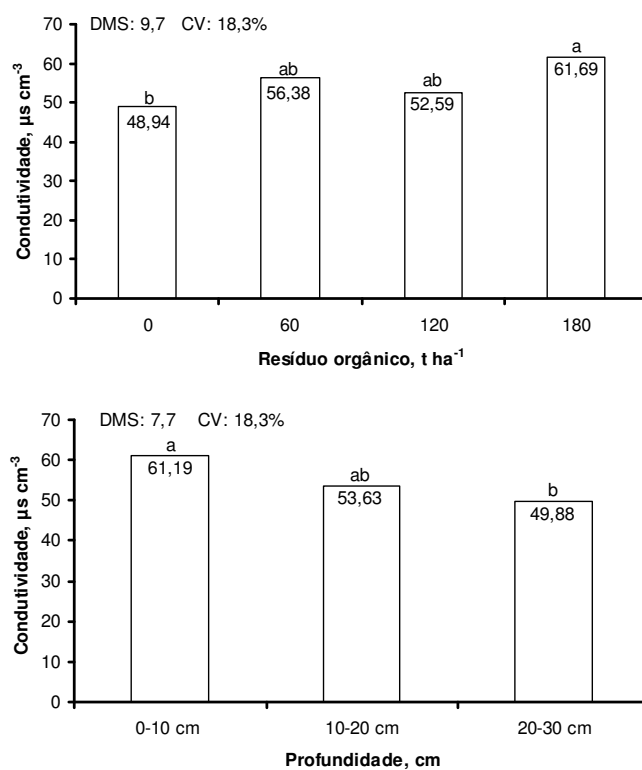 DMS: 9,7 CV: 18,3%
Condutividade, µs cm⁻³
70
60
50
40
30
20
10
0
b
48,94
ab
56,38
ab
52,59
a
61,69
0 60 120 180
Resíduo orgânico, t ha⁻¹
DMS: 7,7 CV: 18,3%
Condutividade, µs cm⁻³
70
60
50
40
30
20
10
0
a
61,19
ab
53,63
b
49,88
0-10 cm 10-20 cm 20-30 cm
Profundidade, cm